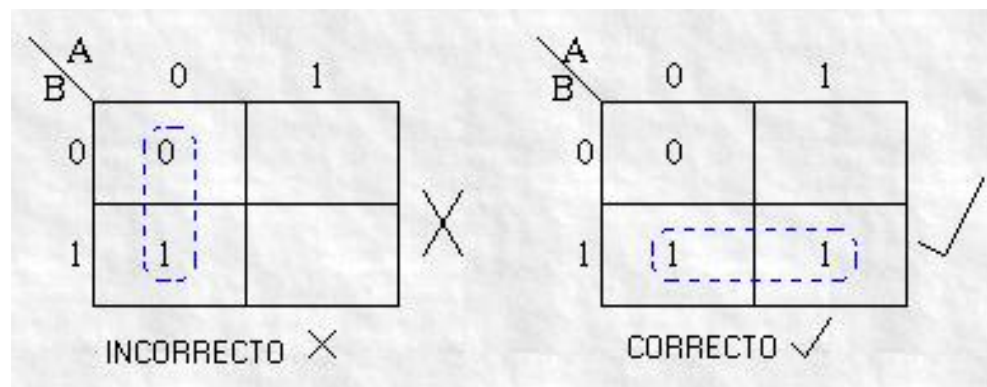 A A
B 0 1 B 0 1
0 0 0 0
1 1 1 1 1
INCORRECTO CORRECTO